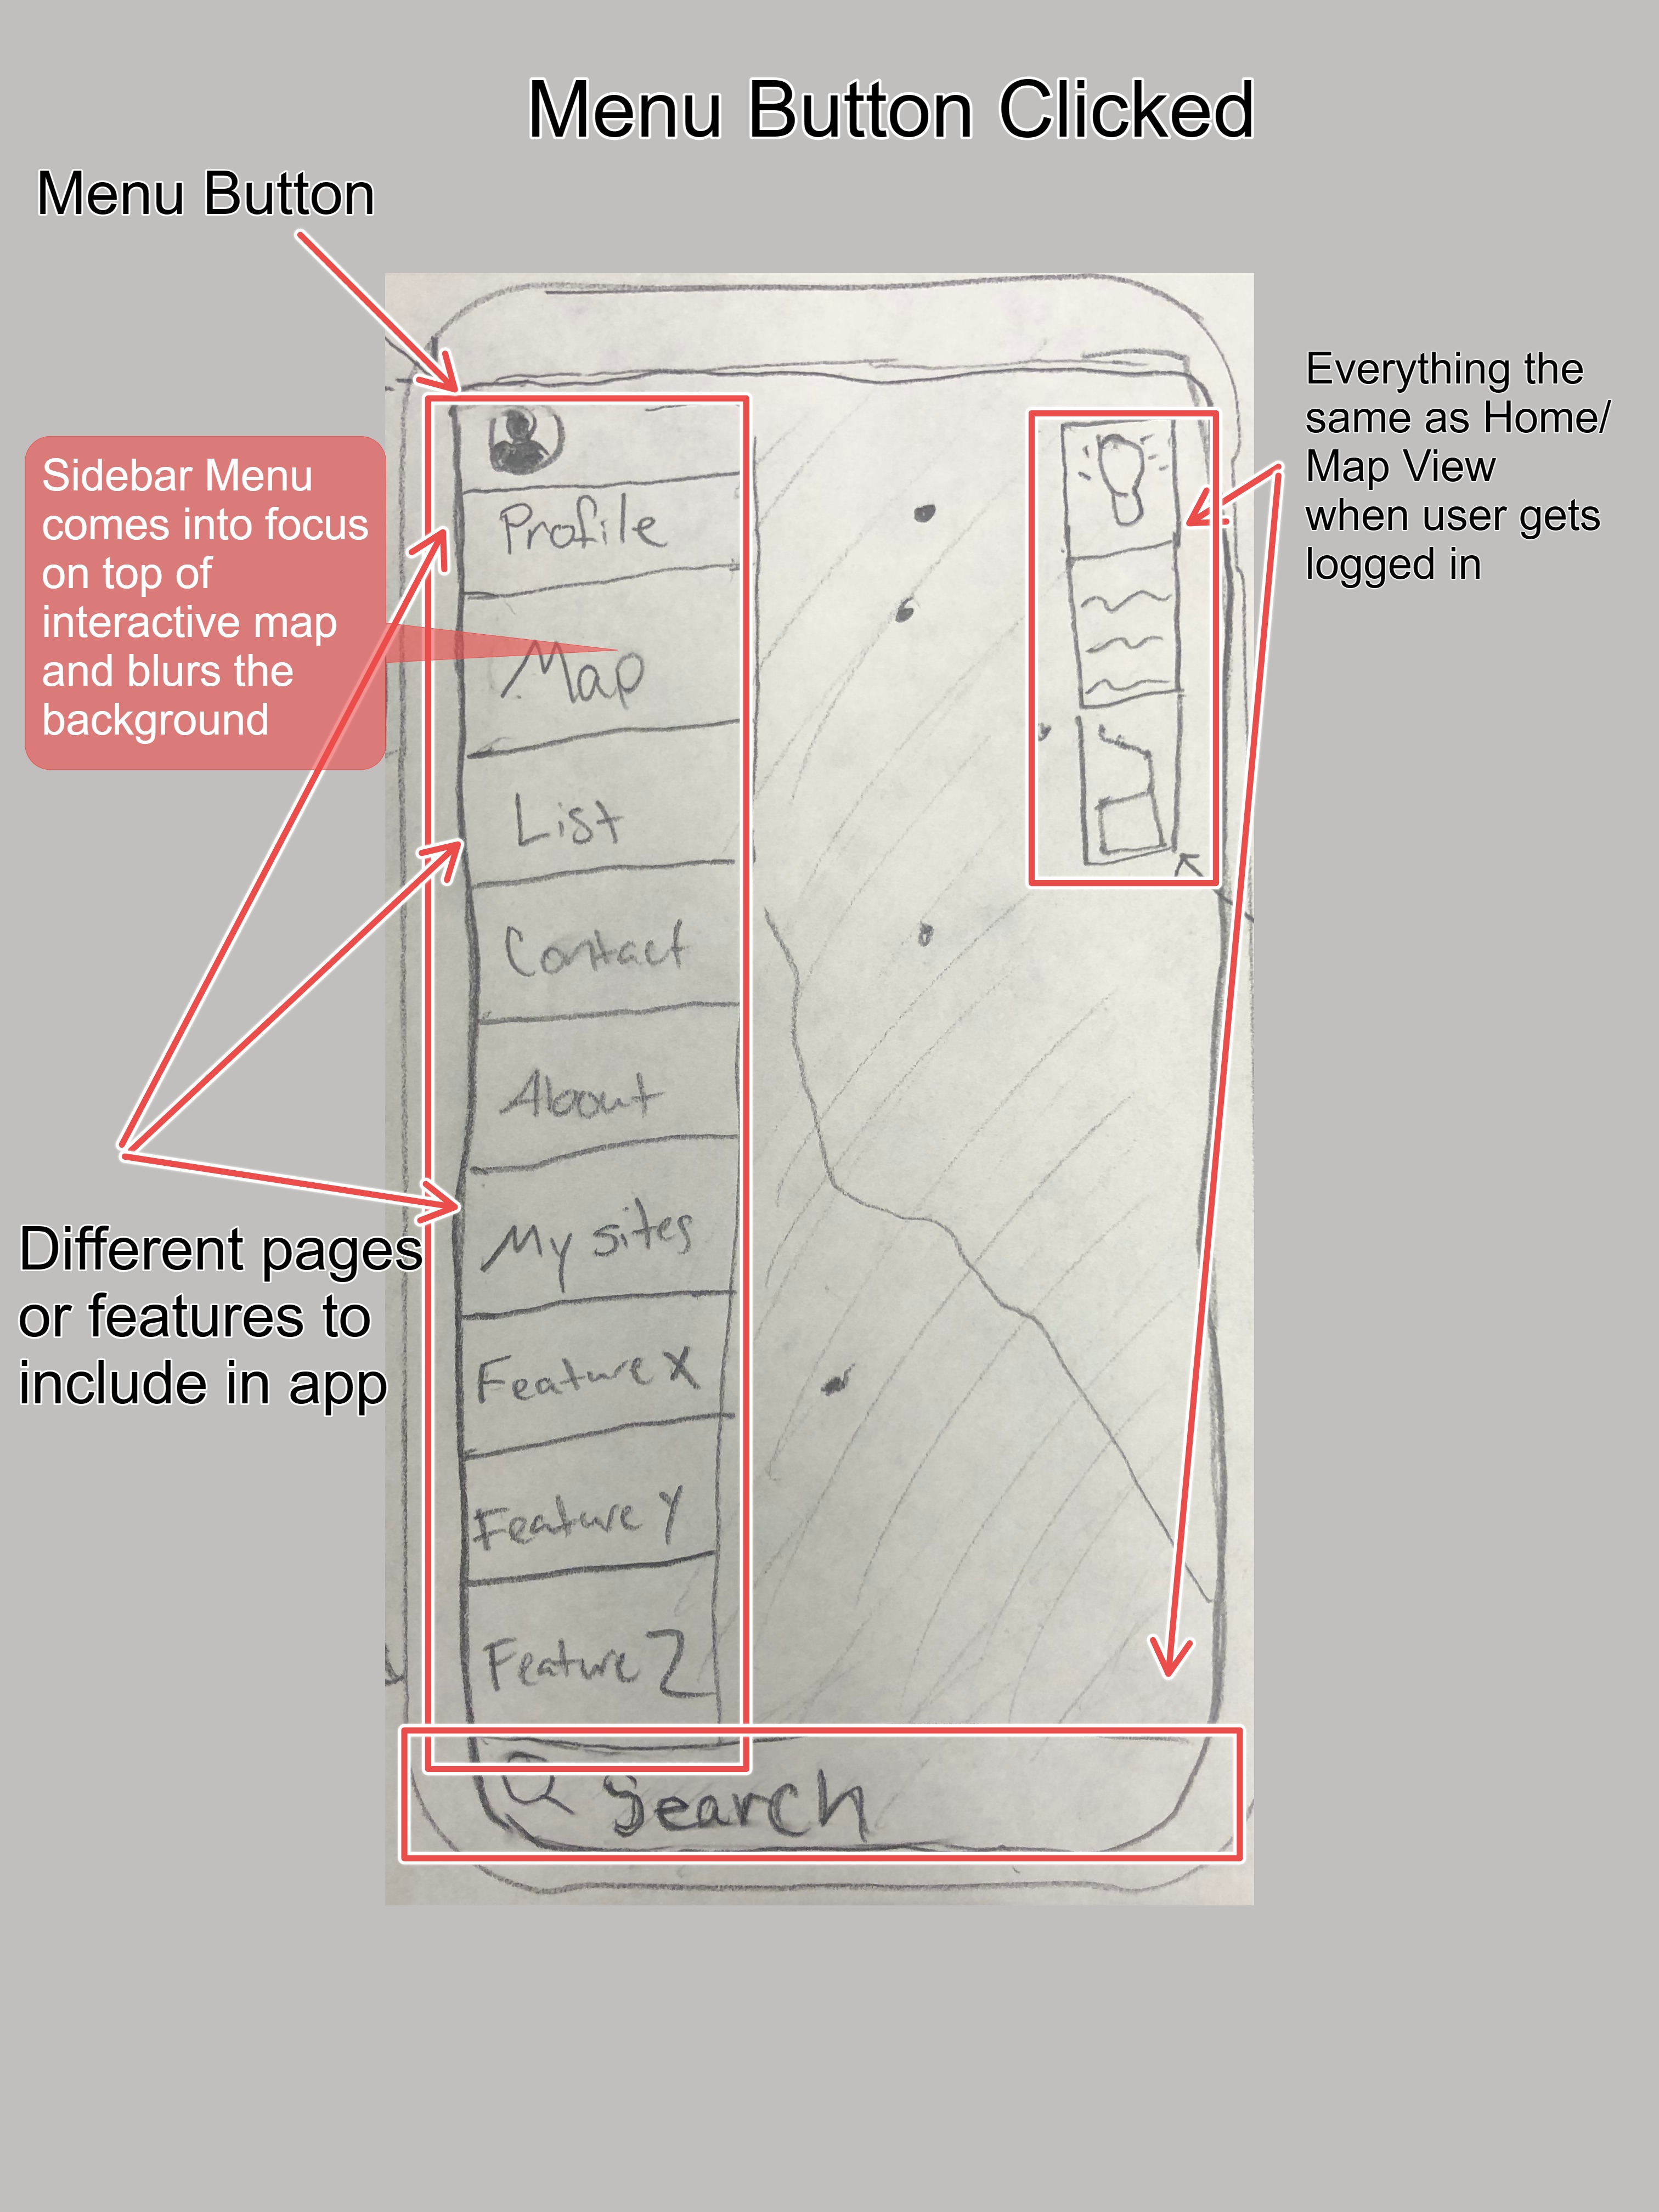 Menu Button Clicked
Menu Button
Everything the
same as Home/
Map View
when user gets
logged in
Sidebar Menu
comes into focus
on top of
interactive map
and blurs the
background
Profile
Map
List
Contact
About
My sites
Different pages
or features to
include in app
Feature X
Feature Y
Feature Z
Search